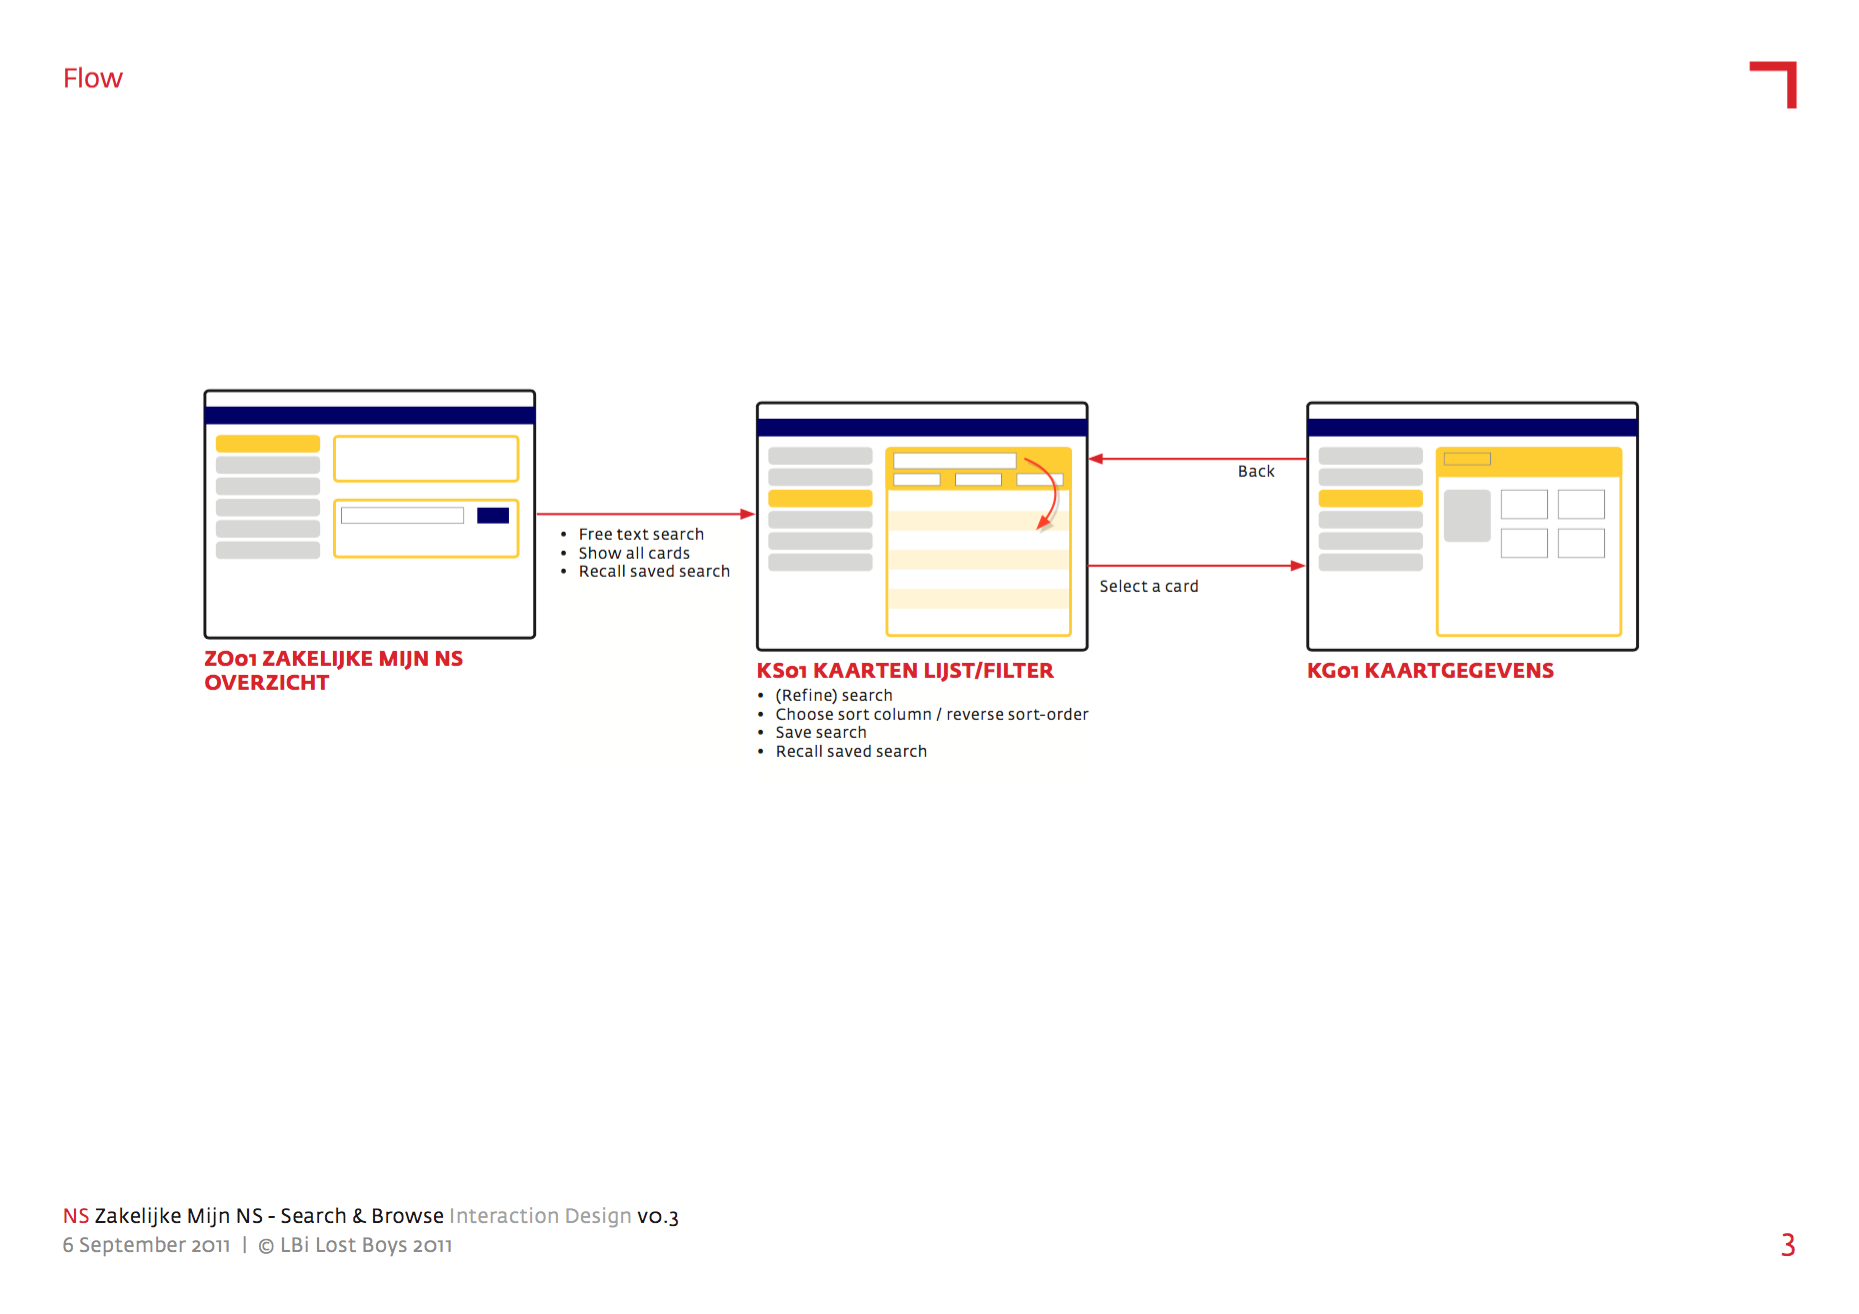 Flow
• Free text search
• Show all cards
• Recall saved search
Back
Select a card
ZO01 ZAKELIJKE MIJN NS
OVERZICHT
KS01 KAARTEN LIJST/FILTER
• (Refine) search
• Choose sort column / reverse sort-order
• Save search
• Recall saved search
KG01 KAARTGEGEVENS
NS Zakelijke Mijn NS - Search & Browse Interaction Design v0.3
6 September 2011 | © LBi Lost Boys 2011
3